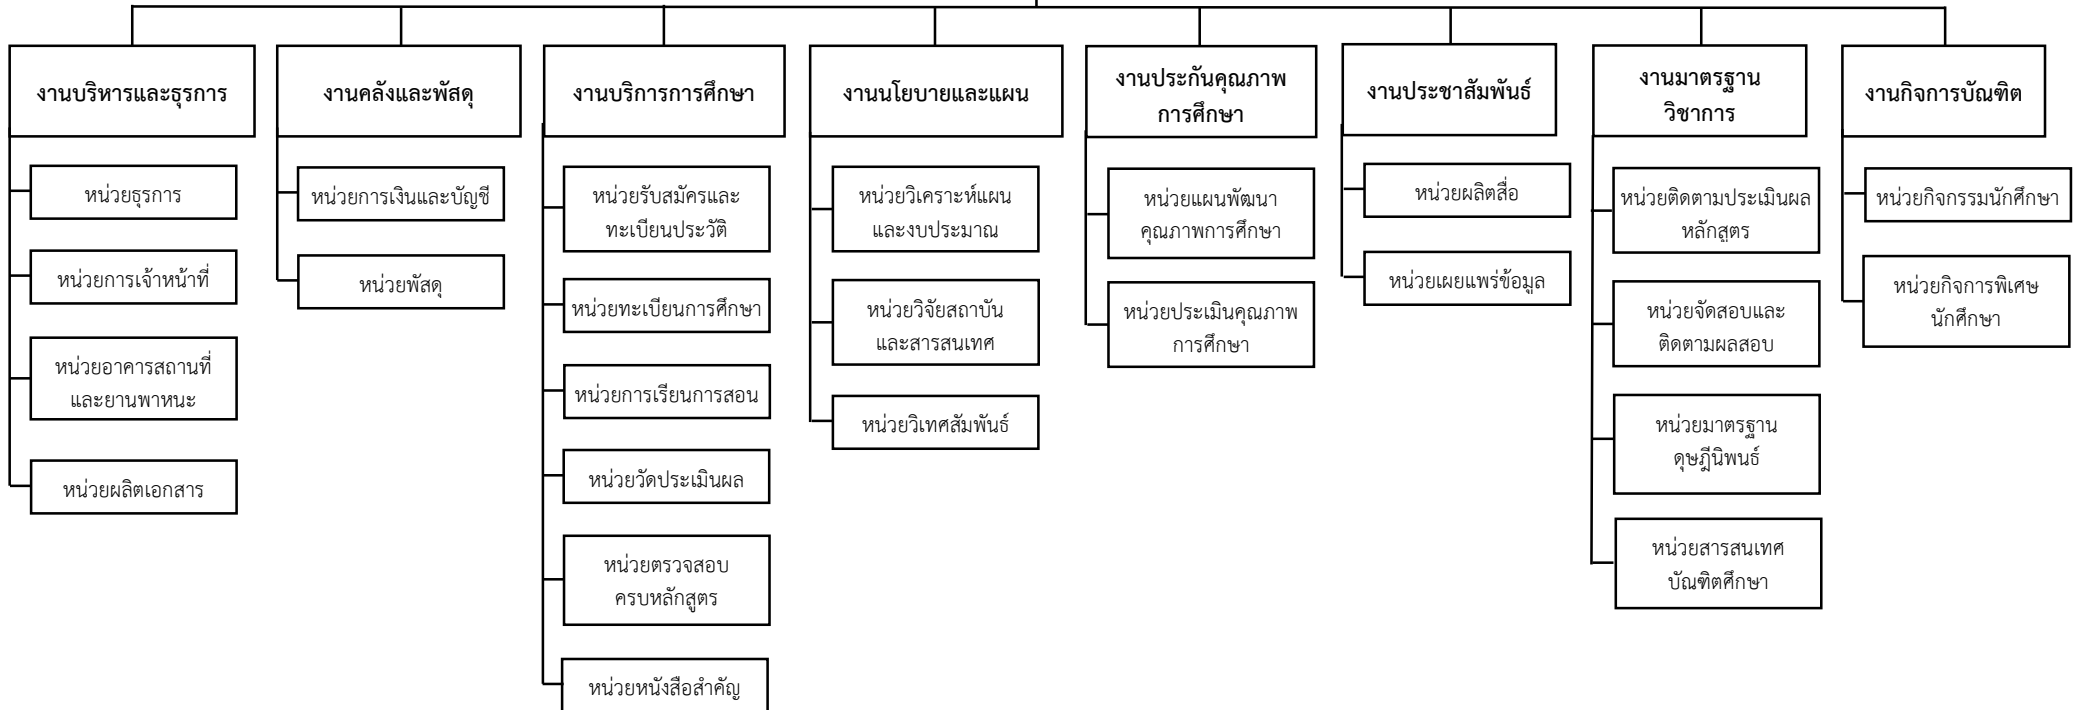 งานบริหารและธุรการ
หน่วยธุรการ
หน่วยการเจ้าหน้าที่
หน่วยอาคารสถานที่
และยานพาหนะ
หน่วยผลิตเอกสาร
งานคลังและพัสดุ
หน่วยการเงินและบัญชี
หน่วยพัสดุ
งานบริการการศึกษา
หน่วยรับสมัครและ
ทะเบียนประวัติ
หน่วยทะเบียนการศึกษา
หน่วยการเรียนการสอน
หน่วยวัดประเมินผล
หน่วยตรวจสอบ
ครบหลักสูตร
หน่วยหนังสือสำคัญ
งานนโยบายและแผน
หน่วยวิเคราะห์แผน
และงบประมาณ
หน่วยวิจัยสถาบัน
และสารสนเทศ
หน่วยวิเทศสัมพันธ์
งานประกันคุณภาพ
การศึกษา
หน่วยแผนพัฒนา
คุณภาพการศึกษา
หน่วยประเมินคุณภาพ
การศึกษา
งานประชาสัมพันธ์
หน่วยผลิตสื่อ
หน่วยเผยแพร่ข้อมูล
งานมาตรฐาน
วิชาการ
หน่วยติดตามประเมินผล
หลักสูตร
หน่วยจัดสอบและ
ติดตามผลสอบ
หน่วยมาตรฐาน
ดุษฎีนิพนธ์
หน่วยสารสนเทศ
บัณฑิตศึกษา
งานกิจการบัณฑิต
หน่วยกิจกรรมนักศึกษา
หน่วยกิจการพิเศษ
นักศึกษา